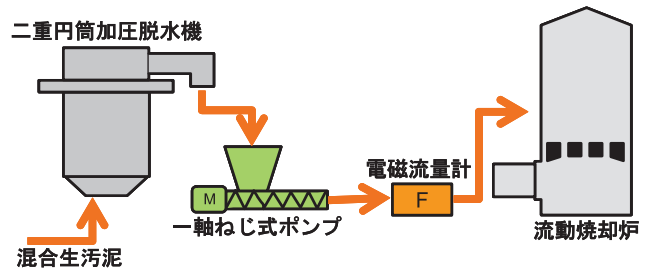 二重円筒加圧脱水機
電磁流量計
M
F
一軸ねじ式ポンプ
流動焼却炉
混合生汚泥